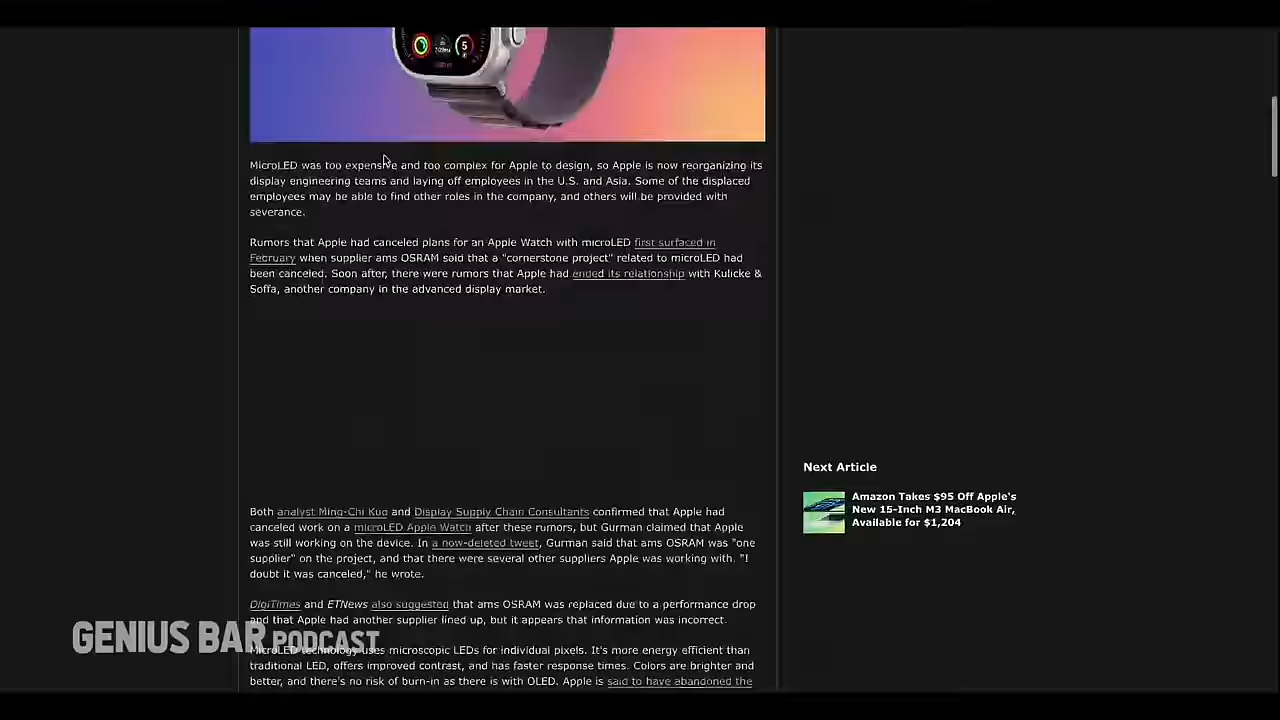 5
MicroLED was too expensive and too complex for Apple to design, so Apple is now reorganizing its
display engineering teams and laying off employees in the U.S. and Asia. Some of the displaced
employees may be able to find other roles in the company, and others will be provided with
severance.
Rumors that Apple had canceled plans for an Apple Watch with microLED first surfaced in
February when supplier ams OSRAM said that a "cornerstone project" related to microLED had
been canceled. Soon after, there were rumors that Apple had ended its relationship with Kulicke &
Soffa, another company in the advanced display market.
Next Article
Amazon Takes $95 Off Apple's
New 15-Inch M3 MacBook Air,
Available for $1,204
Both analyst Ming-Chi Kuo and Display Supply Chain Consultants confirmed that Apple had
canceled work on a microLED Apple Watch after these rumors, but Gurman claimed that Apple
was still working on the device. In a now-deleted tweet, Gurman said that ams OSRAM was "one
supplier" on the project, and that there were several other suppliers Apple was working with. "I
doubt it was canceled," he wrote.
DigiTimes and ETNews also suggested that ams OSRAM was replaced due to a performance drop
and that Apple had another supplier lined up, but it appears that information was incorrect.
GENIUS BAR PODCAST
MicroLED technology uses microscopic LEDs for individual pixels. It's more energy efficient than
traditional LED, offers improved contrast, and has faster response times. Colors are brighter and
better, and there's no risk of burn-in as there is with OLED. Apple is said to have abandoned the